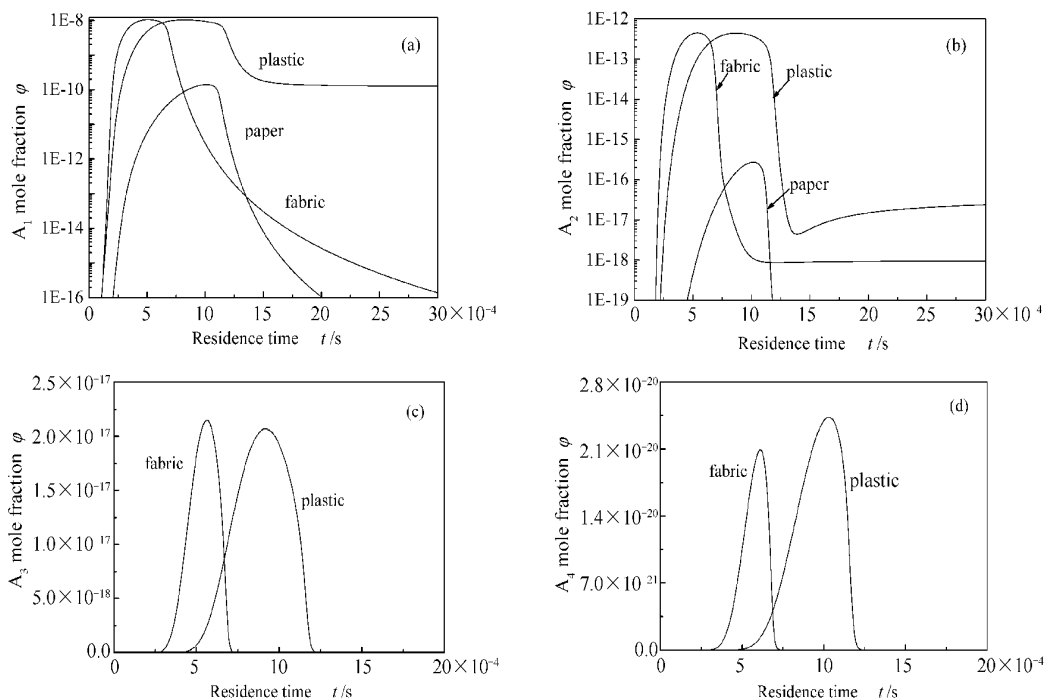 (a)
A₁ mole fraction φ
1E-8
1E-10
1E-12
1E-14
1E-16
plastic
paper
fabric
0 5 10 15 20 25 30×10⁻⁴
Residence time t /s
(b)
A₂ mole fraction φ
1E-12
1E-13
1E-14
1E-15
1E-16
1E-17
1E-18
1E-19
fabric
plastic
paper
0 5 10 15 20 25 30×10⁻⁴
Residence time t /s
(c)
A₃ mole fraction φ
2.5×10⁻¹⁷
2.0×10⁻¹⁷
1.5×10⁻¹⁷
1.0×10⁻¹⁷
5.0×10⁻¹⁸
0.0
fabric
plastic
0 5 10 15 20×10⁻⁴
Residence time t /s
(d)
A₄ mole fraction φ
2.8×10⁻²⁰
2.1×10⁻²⁰
1.4×10⁻²⁰
7.0×10⁻²¹
0.0
fabric
plastic
0 5 10 15 20×10⁻⁴
Residence time t /s